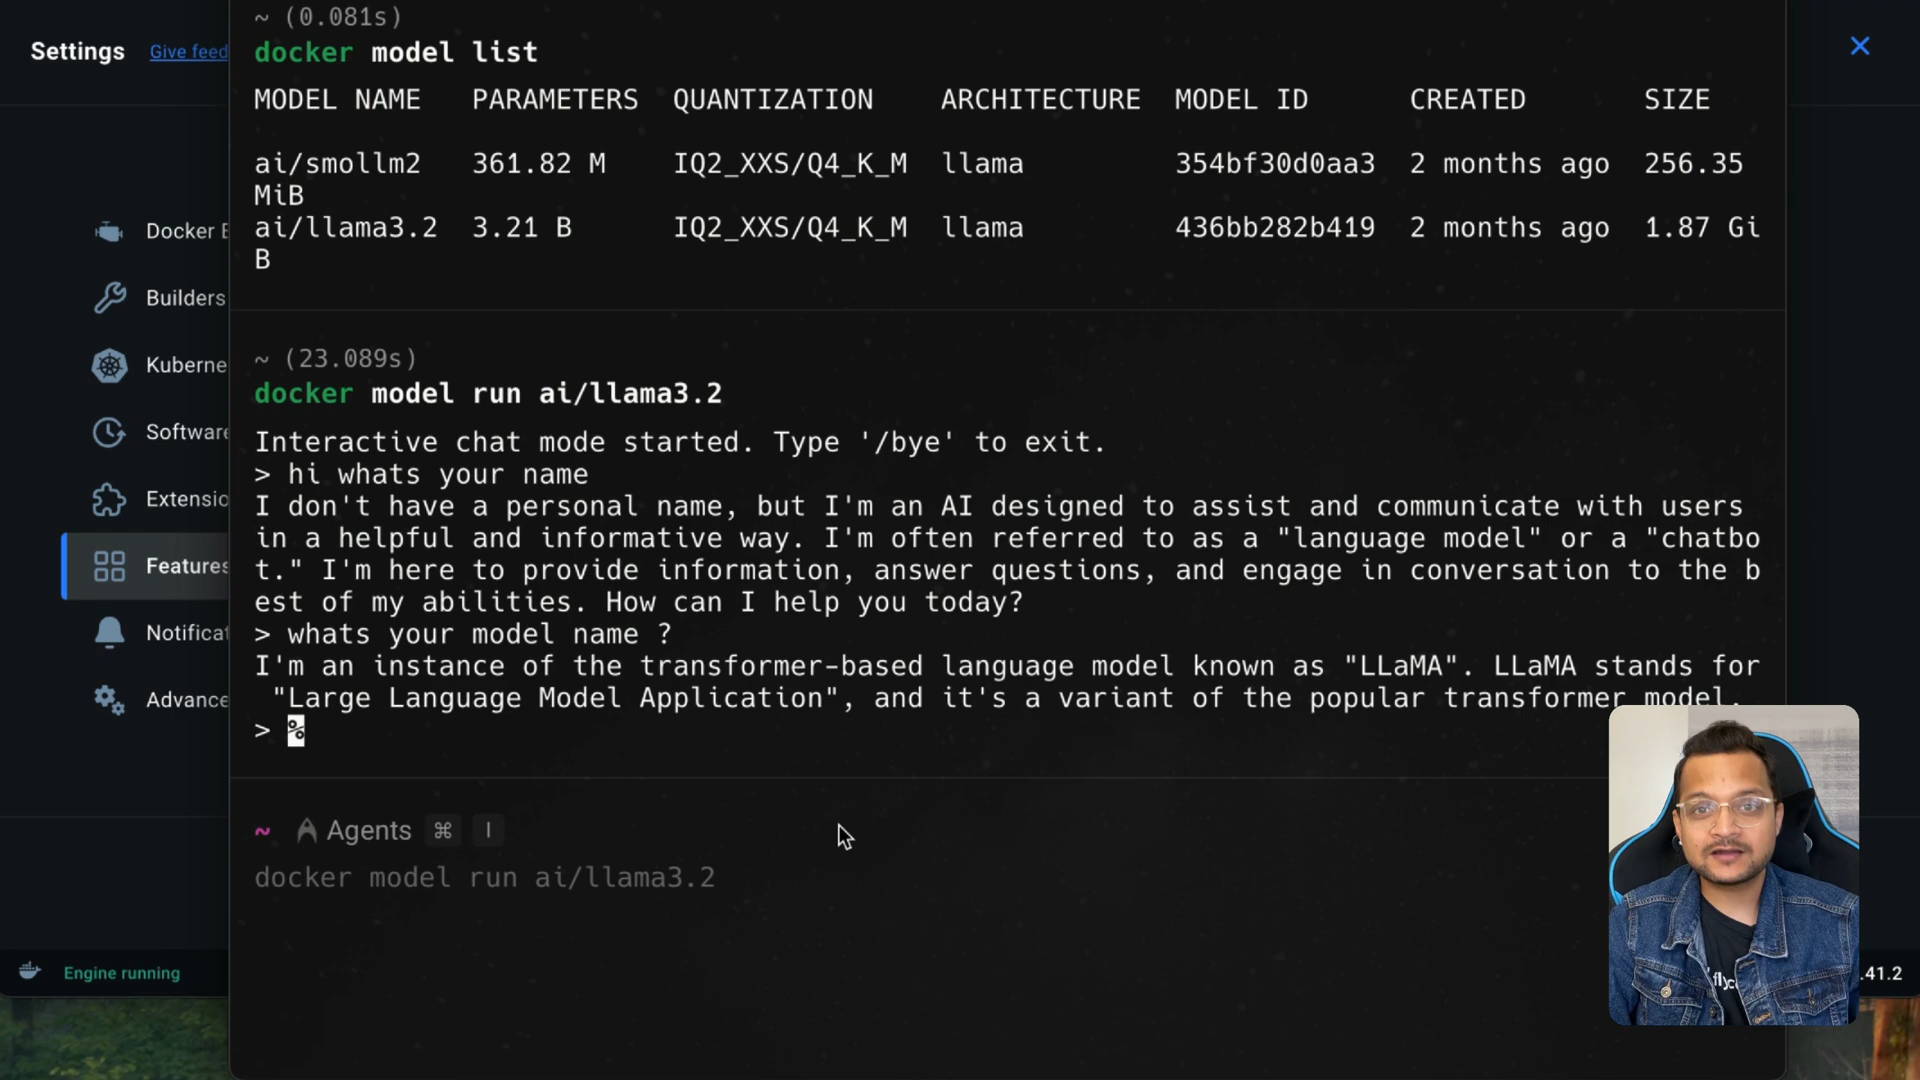 Settings
Give feed
~ (0.081s)
docker model list
MODEL NAME PARAMETERS QUANTIZATION ARCHITECTURE MODEL ID CREATED SIZE
ai/smollm2 361.82 M IQ2_XXS/Q4_K_M llama 354bf30d0aa3 2 months ago 256.35
MiB
ai/llama3.2 3.21 B IQ2_XXS/Q4_K_M llama 436bb282b419 2 months ago 1.87 Gi
B
Docker E
Builders
Kuberne
Software
Extensio
Features
Notificat
Advance
~ (23.089s)
docker model run ai/llama3.2
Interactive chat mode started. Type '/bye' to exit.
> hi whats your name
I don't have a personal name, but I'm an AI designed to assist and communicate with users
in a helpful and informative way. I'm often referred to as a "language model" or a "chatbo
t." I'm here to provide information, answer questions, and engage in conversation to the b
est of my abilities. How can I help you today?
> whats your model name ?
I'm an instance of the transformer-based language model known as "LLaMA". LLaMA stands for
"Large Language Model Application", and it's a variant of the popular transformer model.
> %
~ Agents ⌘ I
docker model run ai/llama3.2
Engine running
.41.2